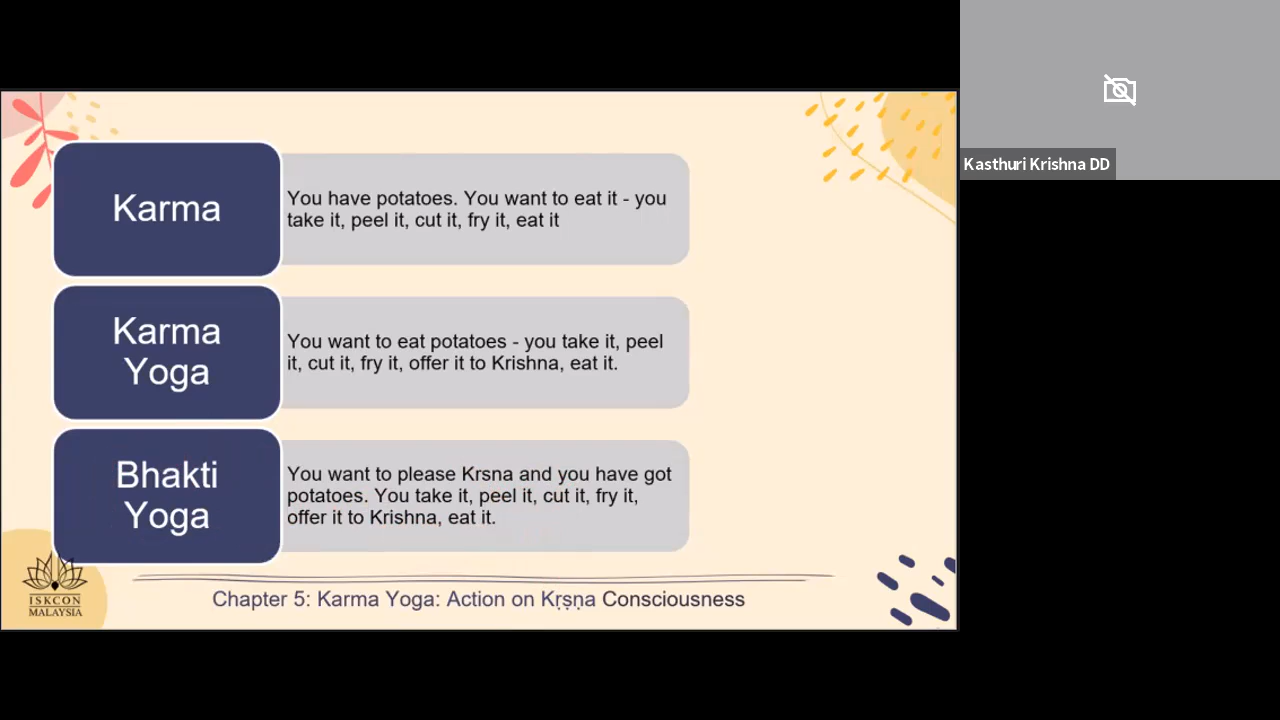 Karma
You have potatoes. You want to eat it - you
take it, peel it, cut it, fry it, eat it
Karma
Yoga
You want to eat potatoes - you take it, peel
it, cut it, fry it, offer it to Krishna, eat it.
Bhakti
Yoga
You want to please Krsna and you have got
potatoes. You take it, peel it, cut it, fry it,
offer it to Krishna, eat it.
ISKCON
MALAYSIA
Chapter 5: Karma Yoga: Action on Kṛṣṇa Consciousness
Kasthuri Krishna DD